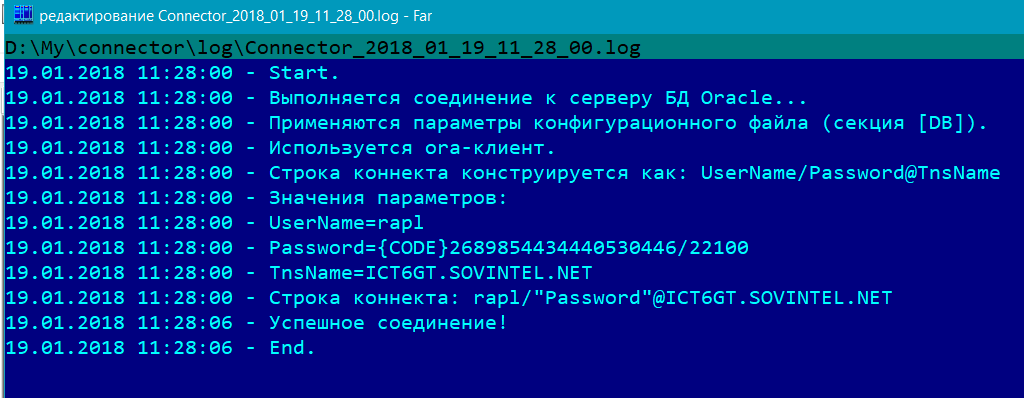 редактирование Connector_2018_01_19_11_28_00.log - Far
D:\My\connector\log\Connector_2018_01_19_11_28_00.log
19.01.2018 11:28:00 - Start.
19.01.2018 11:28:00 - Выполняется соединение к серверу БД Oracle...
19.01.2018 11:28:00 - Применяются параметры конфигурационного файла (секция [DB]).
19.01.2018 11:28:00 - Используется ora-клиент.
19.01.2018 11:28:00 - Строка коннекта конструируется как: UserName/Password@TnsName
19.01.2018 11:28:00 - Значения параметров:
19.01.2018 11:28:00 - UserName=rapl
19.01.2018 11:28:00 - Password={CODE}2689854434440530446/22100
19.01.2018 11:28:00 - TnsName=ICT6GT.SOVINTEL.NET
19.01.2018 11:28:00 - Строка коннекта: rapl/"Password"@ICT6GT.SOVINTEL.NET
19.01.2018 11:28:06 - Успешное соединение!
19.01.2018 11:28:06 - End.